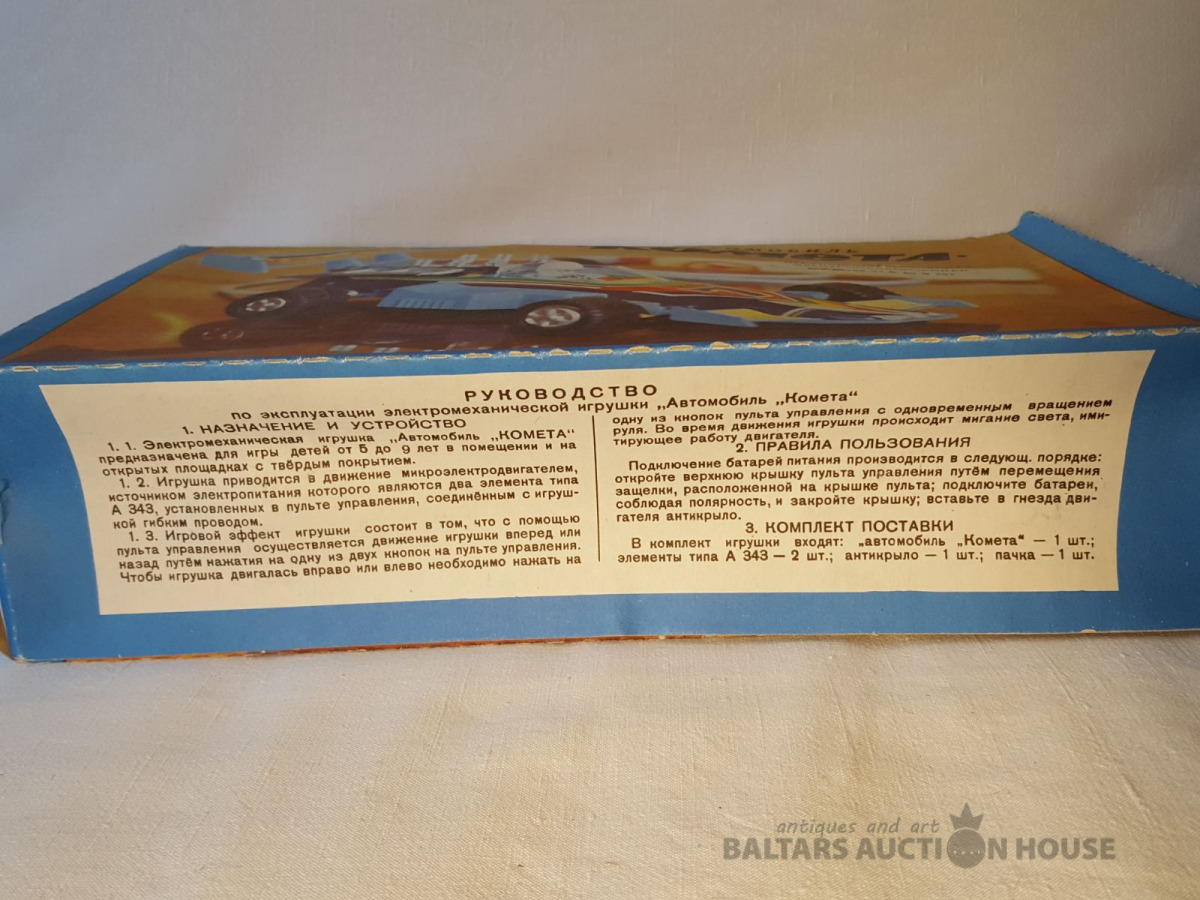 РУКОВОДСТВО
по эксплуатации электромеханической игрушки „Автомобиль „Комета“
1. НАЗНАЧЕНИЕ И УСТРОЙСТВО
1. 1. Электромеханическая игрушка „Автомобиль „КОМЕТА“
предназначена для игры детей от 5 до 9 лет в помещении и на
открытых площадках с твёрдым покрытием.
1. 2. Игрушка приводится в движение микроэлектродвигателем,
источником электропитания которого являются два элемента типа
А 343, установленных в пульте управления, соединённым с игруш-
кой гибким проводом.
1. 3. Игровой эффект игрушки состоит в том, что с помощью
пульта управления осуществляется движение игрушки вперед или
назад путём нажатия на одну из двух кнопок на пульте управления.
Чтобы игрушка двигалась вправо или влево необходимо нажать на
одну из кнопок пульта управления с одновременным вращением
руля. Во время движения игрушки происходит мигание света, ими-
тирующее работу двигателя.
2. ПРАВИЛА ПОЛЬЗОВАНИЯ
Подключение батарей питания производится в следующ. порядке:
откройте верхнюю крышку пульта управления путём перемещения
защелки, расположенной на крышке пульта; подключите батареи,
соблюдая полярность, и закройте крышку; вставьте в гнезда дви-
гателя антикрыло.
3. КОМПЛЕКТ ПОСТАВКИ
В комплект игрушки входят: „автомобиль „Комета“ — 1 шт.;
элементы типа А 343 — 2 шт.; антикрыло — 1 шт.; пачка — 1 шт.
antiques and art
BALTARS AUCTION HOUSE